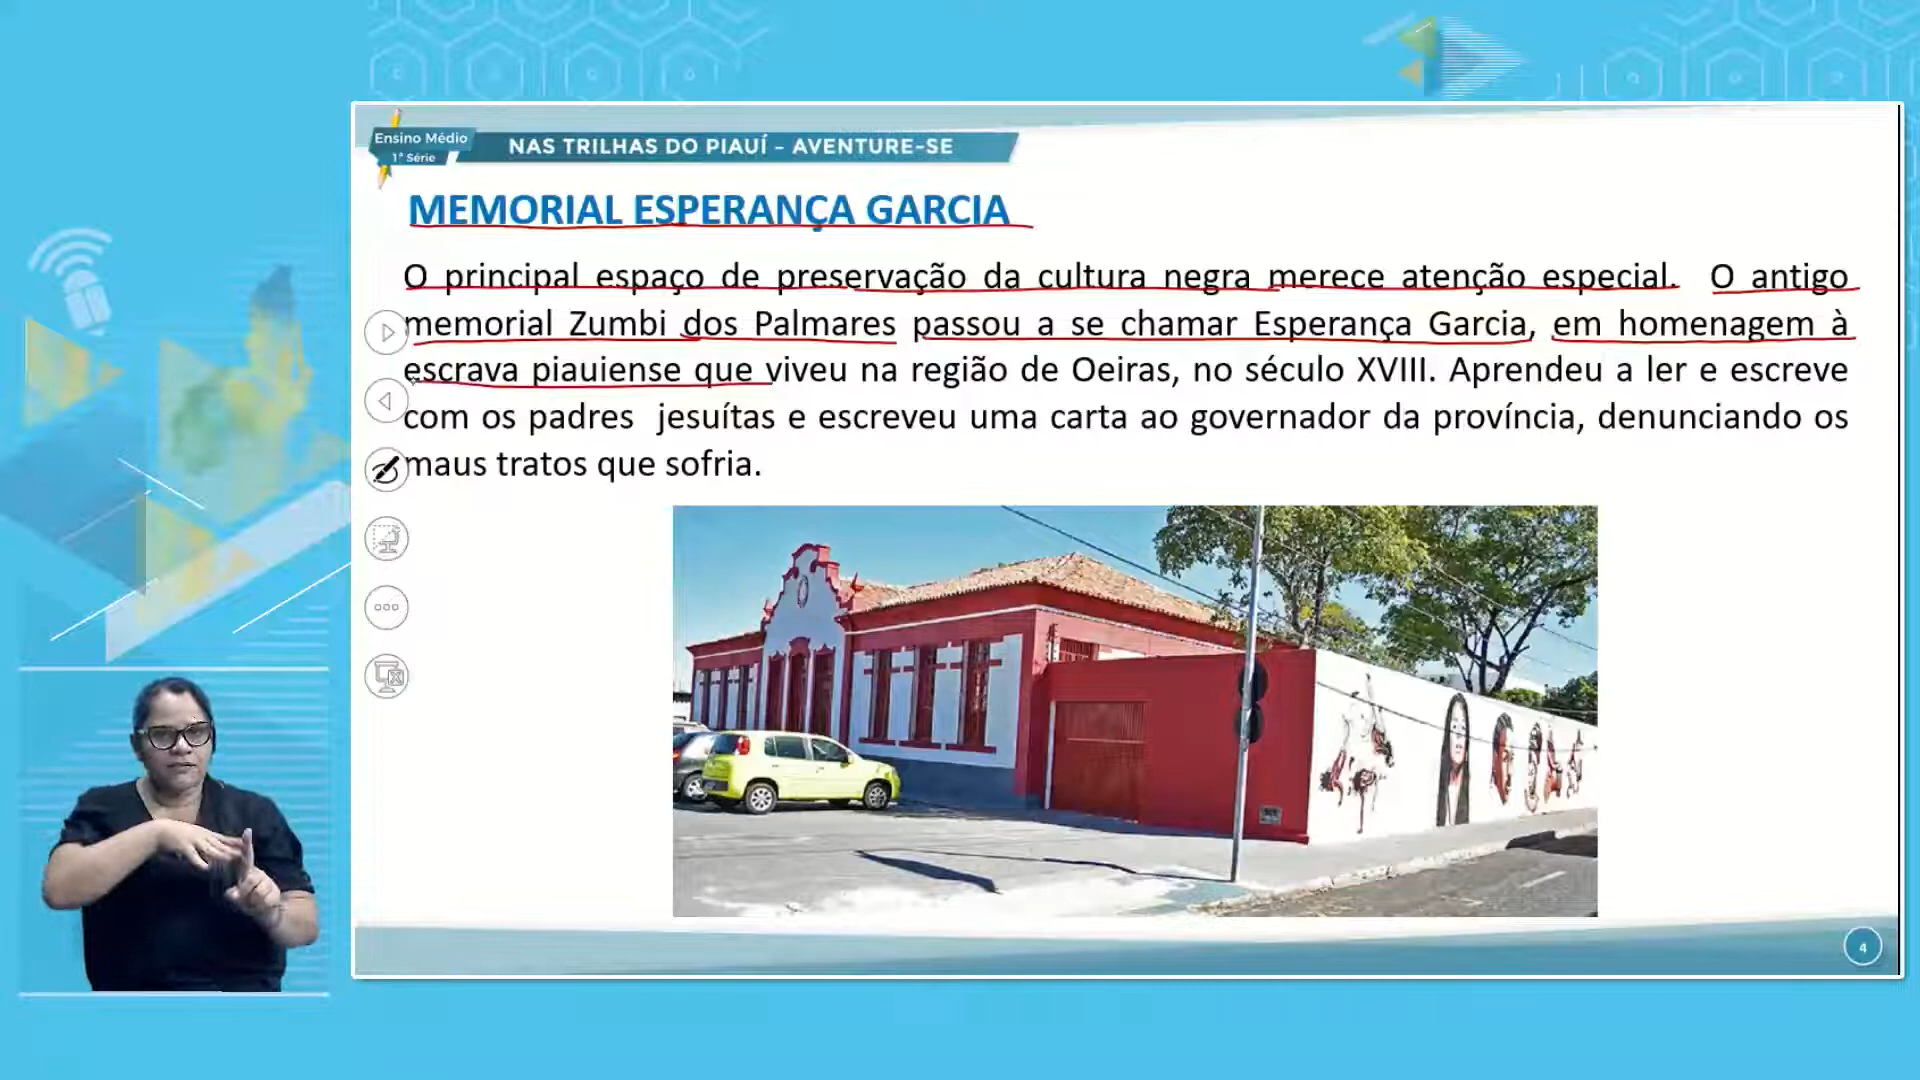 Ensino Médio
1ª Série
NAS TRILHAS DO PIAUÍ – AVENTURE-SE
MEMORIAL ESPERANÇA GARCIA
O principal espaço de preservação da cultura negra merece atenção especial. O antigo
memorial Zumbi dos Palmares passou a se chamar Esperança Garcia, em homenagem à
escrava piauiense que viveu na região de Oeiras, no século XVIII. Aprendeu a ler e escreve
com os padres jesuítas e escreveu uma carta ao governador da província, denunciando os
maus tratos que sofria.
4